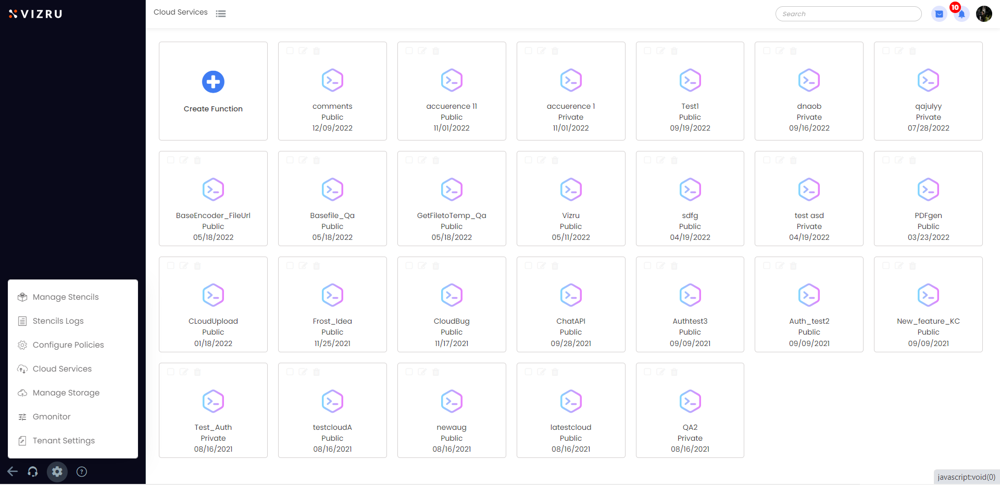 VIZRU
Cloud Services
Search
10
Create Function
comments
Public
12/09/2022
accuerence 11
Public
11/01/2022
accuerence 1
Private
11/01/2022
Test1
Public
09/19/2022
dnaob
Private
09/16/2022
qajulyy
Private
07/28/2022
BaseEncoder_FileUrl
Public
05/18/2022
Basefile_Qa
Public
05/18/2022
GetFiletoTemp_Qa
Public
05/18/2022
Vizru
Public
05/11/2022
sdfg
Public
04/19/2022
test asd
Private
04/19/2022
PDFgen
Public
03/23/2022
CLoudUpload
Public
01/18/2022
Frost_Idea
Public
11/25/2021
CloudBug
Public
11/17/2021
ChatAPI
Public
09/28/2021
Authtest3
Public
09/09/2021
Auth_test2
Public
09/09/2021
New_feature_KC
Public
09/09/2021
Test_Auth
Private
08/16/2021
testcloudA
Public
08/16/2021
newaug
Public
08/16/2021
latestcloud
Public
08/16/2021
QA2
Private
08/16/2021
Manage Stencils
Stencils Logs
Configure Policies
Cloud Services
Manage Storage
Gmonitor
Tenant Settings
javascript:void(0)